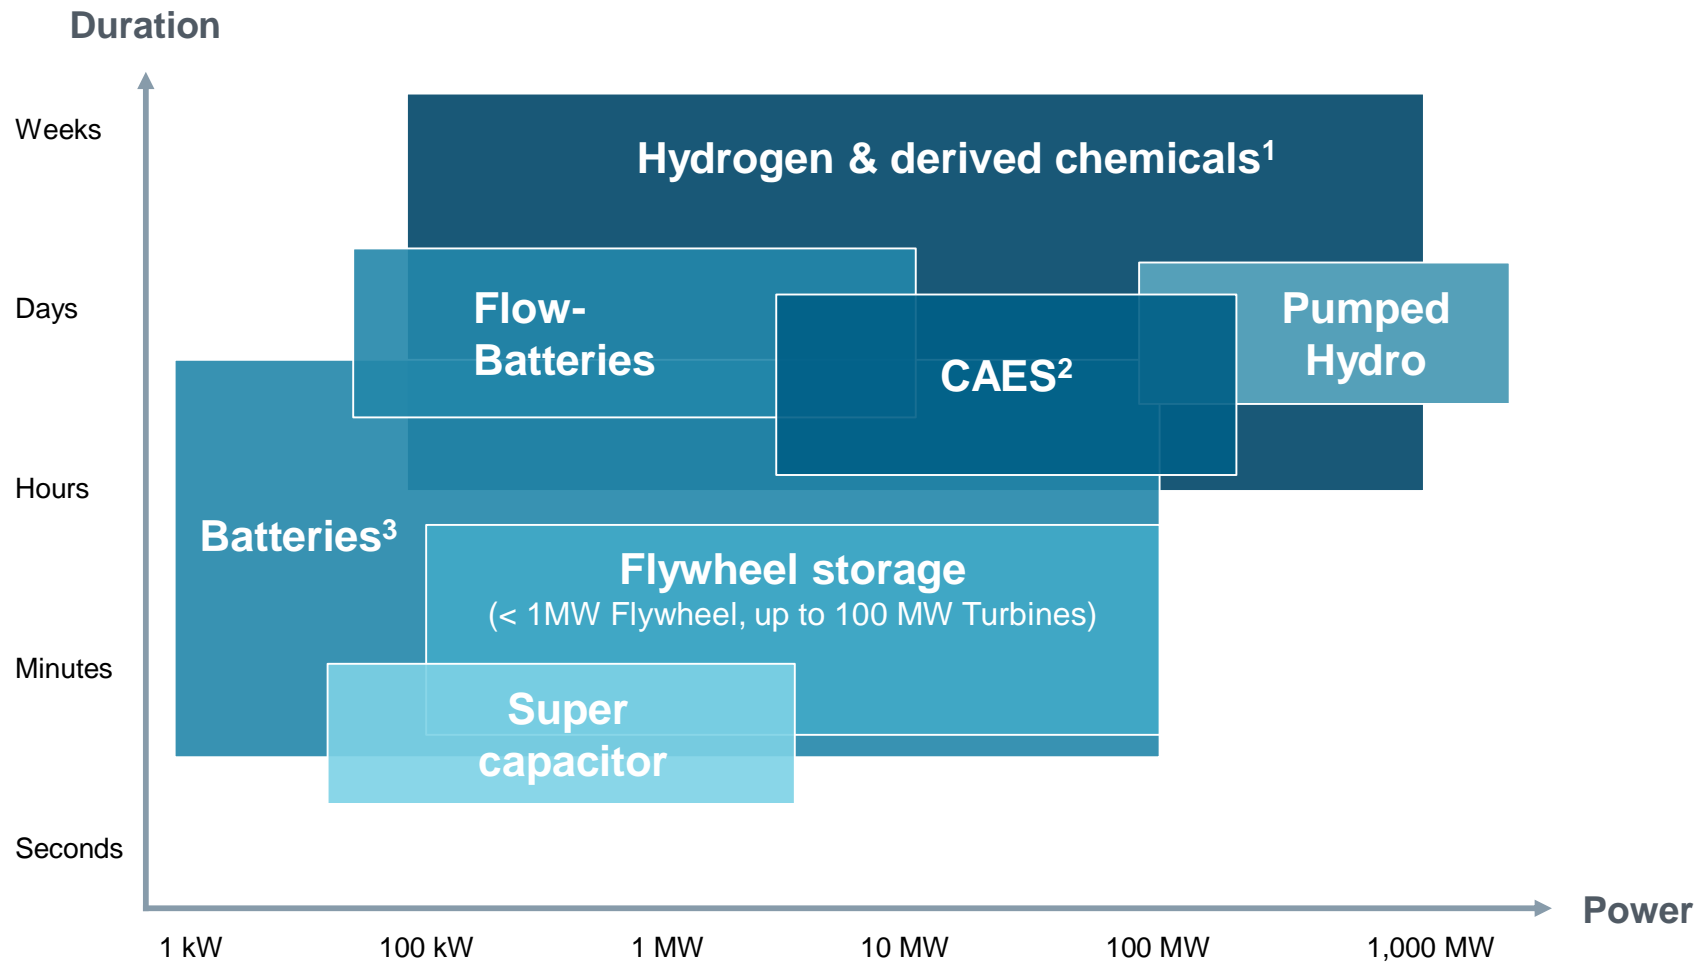 Duration
Weeks
Hydrogen & derived chemicals¹
Days
Flow-
Batteries
CAES²
Pumped
Hydro
Hours
Batteries³
Flywheel storage
(< 1MW Flywheel, up to 100 MW Turbines)
Minutes
Super
capacitor
Seconds
Power
1 kW 100 kW 1 MW 10 MW 100 MW 1,000 MW